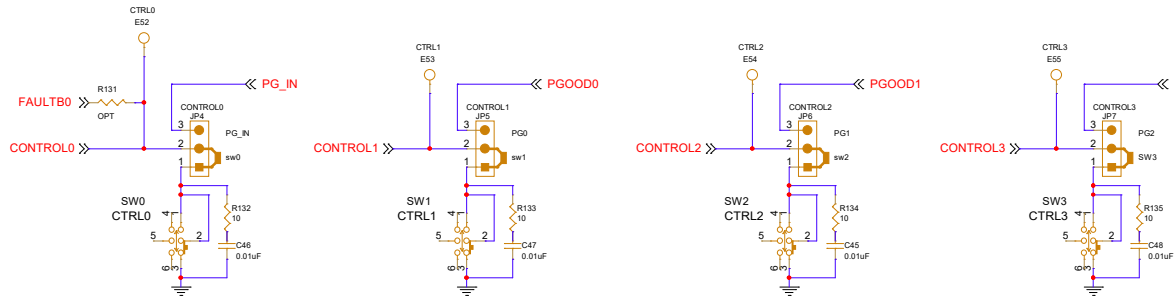 CTRL0
E52
R131
FAULTB0
OPT
PG_IN
CONTROL0
JP4
3
PG_IN
CONTROL0
2
sw0
1
SW0
CTRL0
4
1
R132
10
5
2
C46
0.01uF
6
3
CTRL1
E53
PGOOD0
CONTROL1
JP5
3
PG0
CONTROL1
2
sw1
1
SW1
CTRL1
4
1
R133
10
5
2
C47
0.01uF
6
3
CTRL2
E54
PGOOD1
CONTROL2
JP6
3
PG1
CONTROL2
2
sw2
1
SW2
CTRL2
4
1
R134
10
5
2
C45
0.01uF
6
3
CTRL3
E55
CONTROL3
JP7
3
PG2
CONTROL3
2
SW3
1
SW3
CTRL3
4
1
R135
10
5
2
C48
0.01uF
6
3